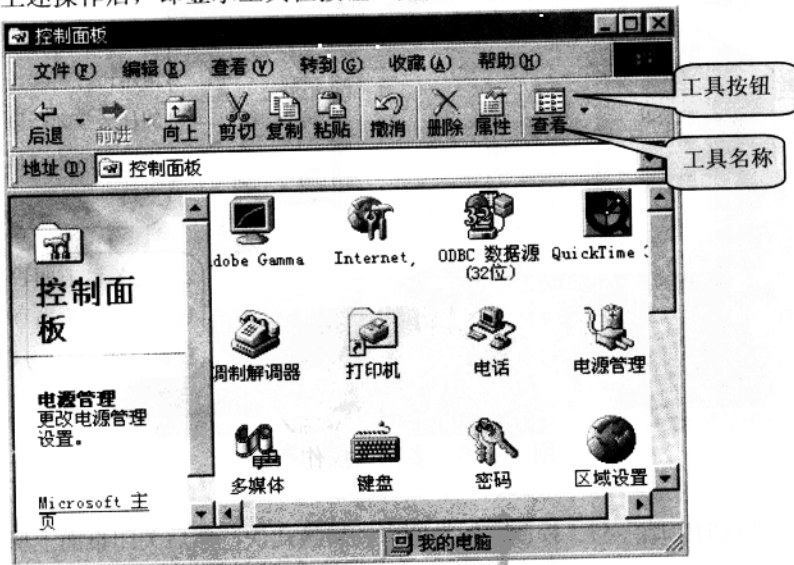 控制面板
文件(F) 编辑(E) 查看(V) 转到(G) 收藏(A) 帮助(H)
后退 前进 向上 剪切 复制 粘贴 撤消 删除 属性 查看
工具按钮
工具名称
地址(D) 控制面板
控制面
板
电源管理
更改电源管理
设置。
Microsoft 主
页
dobe Gamma Internet, ODBC 数据源 QuickTime
(32位)
调制解调器 打印机 电话 电源管理
多媒体 键盘 密码 区域设置
我的电脑